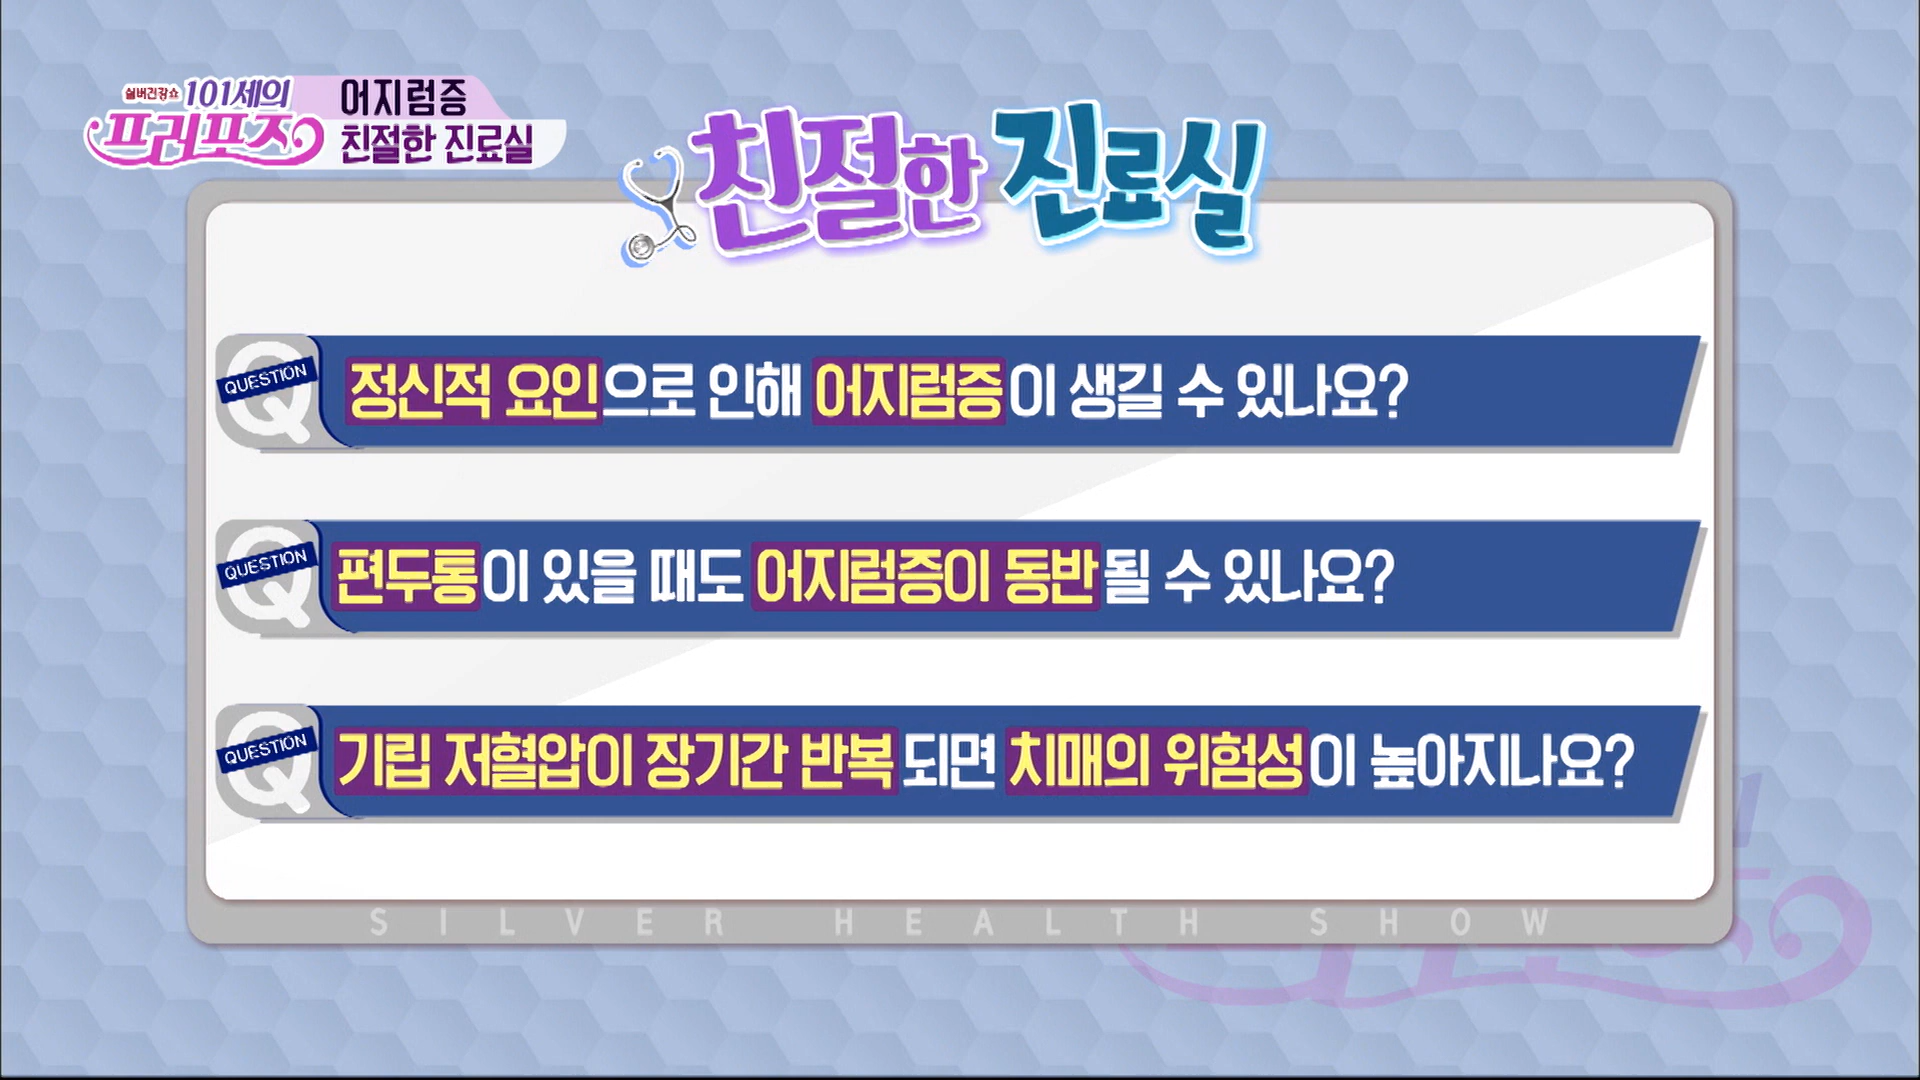 실버건강쇼 101세의
프러포즈
어지럼증
친절한 진료실
친절한 진료실
QUESTION
정신적 요인으로 인해 어지럼증이 생길 수 있나요?
QUESTION
편두통이 있을 때도 어지럼증이 동반될 수 있나요?
QUESTION
기립 저혈압이 장기간 반복되면 치매의 위험성이 높아지나요?
SILVER HEALTH SHOW